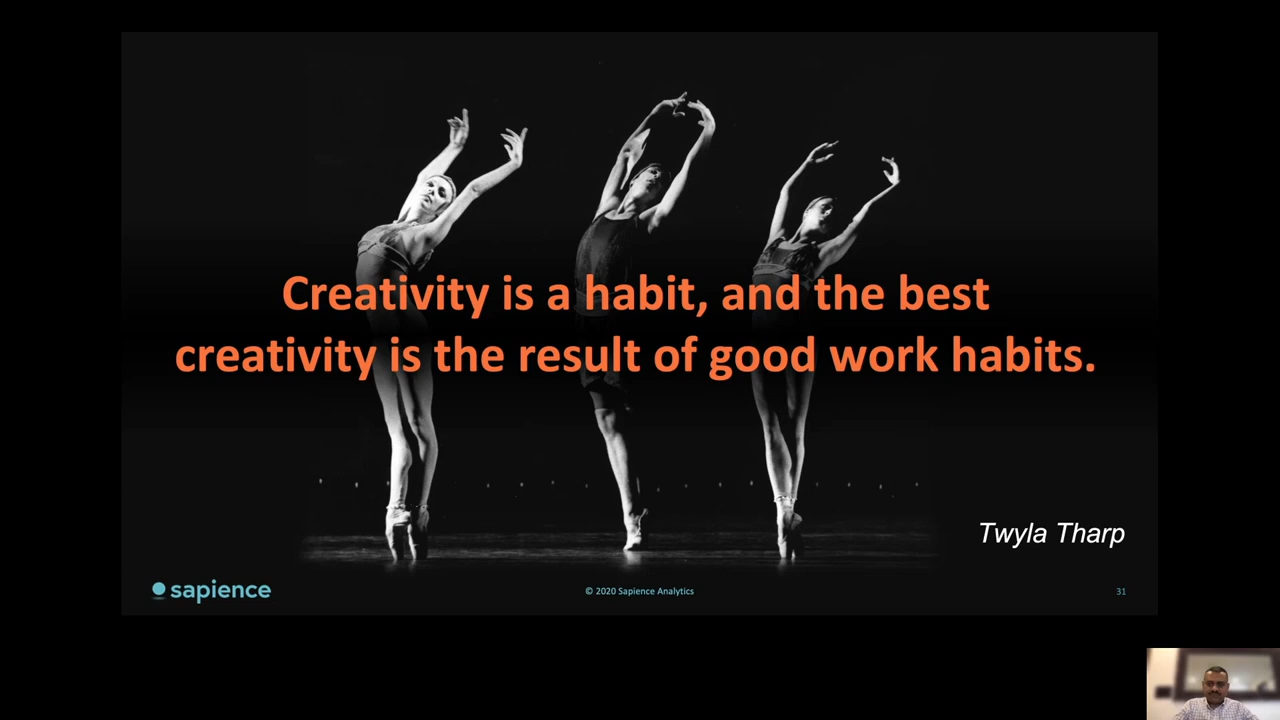 Creativity is a habit, and the best
creativity is the result of good work habits.
Twyla Tharp
sapience
© 2020 Sapience Analytics
31